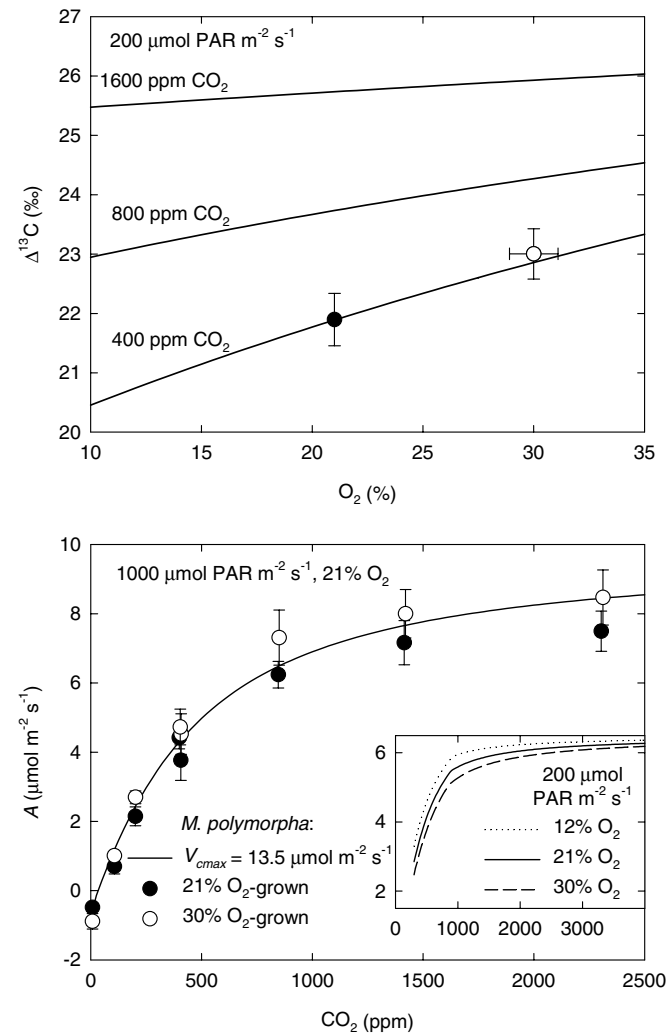 27
26
25
24
23
22
21
20
Δ¹³C (‰)
200 μmol PAR m⁻² s⁻¹
1600 ppm CO₂
800 ppm CO₂
400 ppm CO₂
10 15 20 25 30 35
O₂ (%)
10
8
6
4
2
0
-2
A (μmol m⁻² s⁻¹)
1000 μmol PAR m⁻² s⁻¹, 21% O₂
M. polymorpha:
V_cmax = 13.5 μmol m⁻² s⁻¹
21% O₂-grown
30% O₂-grown
6
4
2
200 μmol
PAR m⁻² s⁻¹
12% O₂
21% O₂
30% O₂
0 1000 2000 3000
0 500 1000 1500 2000 2500
CO₂ (ppm)